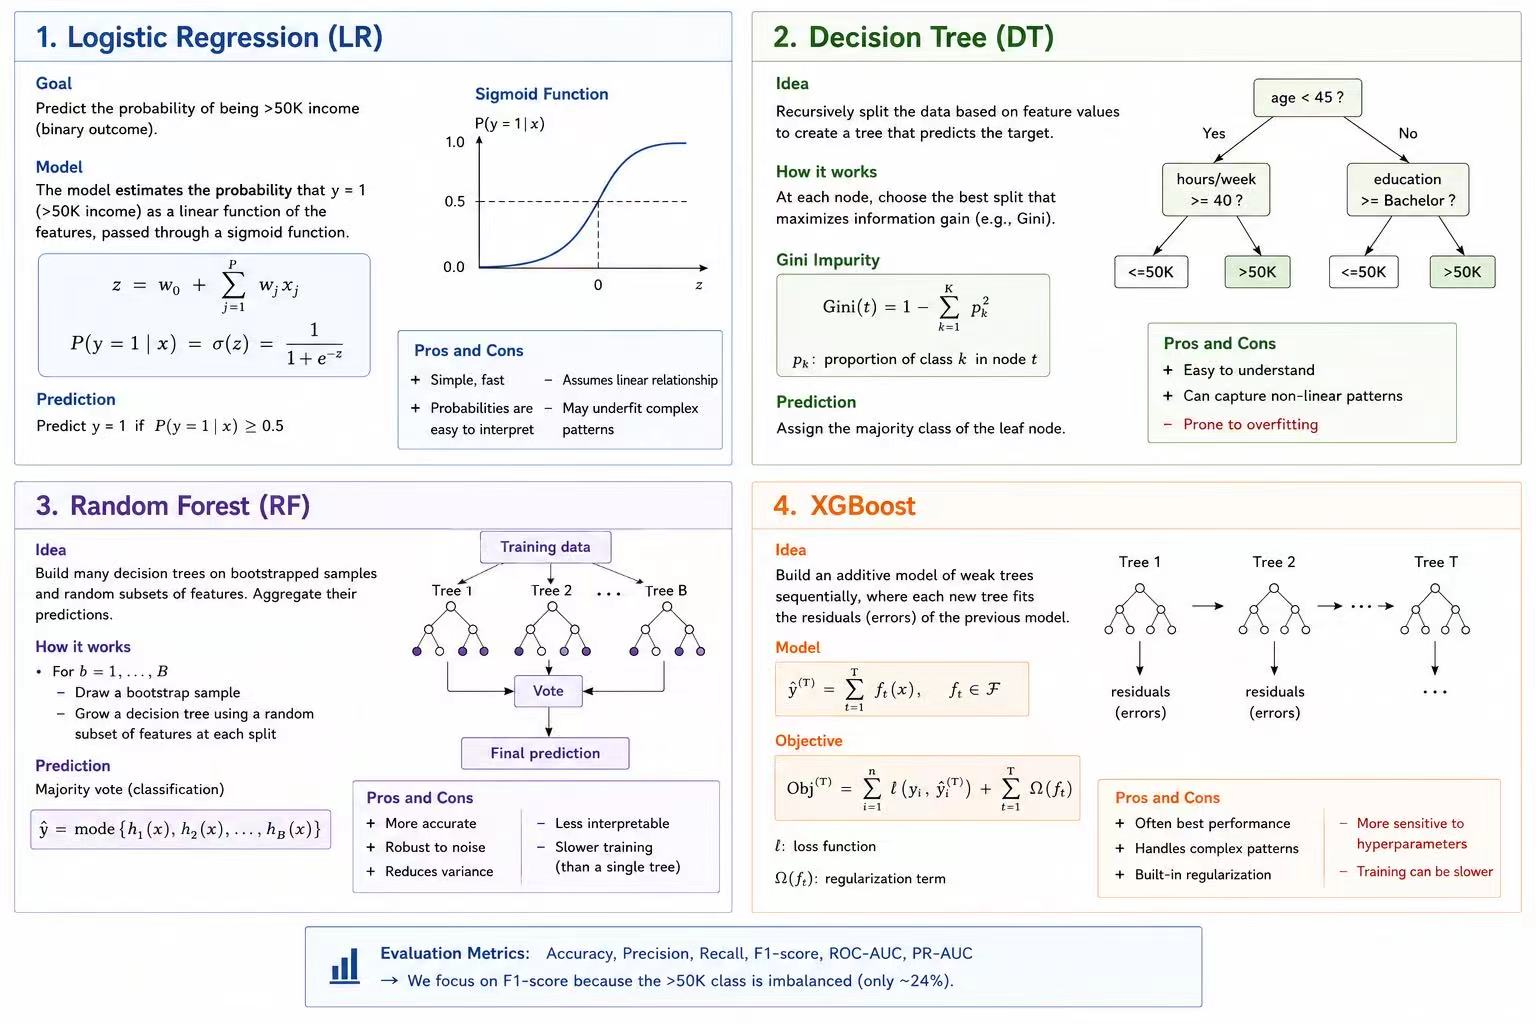 1. Logistic Regression (LR)
Goal
Predict the probability of being >50K income
(binary outcome).
Model
The model estimates the probability that y = 1
(>50K income) as a linear function of the
features, passed through a sigmoid function.
z = w₀ + ∑_{j=1}^{P} wⱼxⱼ
P(y = 1 | x) = σ(z) = 1 / (1 + e^{−z})
Prediction
Predict y = 1 if P(y = 1 | x) ≥ 0.5
Sigmoid Function
P(y = 1 | x)
1.0
0.5
0.0
0
z
Pros and Cons
+ Simple, fast
+ Probabilities are
easy to interpret
− Assumes linear relationship
− May underfit complex
patterns
2. Decision Tree (DT)
Idea
Recursively split the data based on feature values
to create a tree that predicts the target.
How it works
At each node, choose the best split that
maximizes information gain (e.g., Gini).
Gini Impurity
Gini(t) = 1 − ∑_{k=1}^{K} p_k^2
p_k: proportion of class k in node t
Prediction
Assign the majority class of the leaf node.
age < 45 ?
Yes
No
hours/week
>= 40 ?
education
>= Bachelor ?
<=50K
>50K
<=50K
>50K
Pros and Cons
+ Easy to understand
+ Can capture non-linear patterns
− Prone to overfitting
3. Random Forest (RF)
Idea
Build many decision trees on bootstrapped samples
and random subsets of features. Aggregate their
predictions.
How it works
• For b = 1, . . . , B
− Draw a bootstrap sample
− Grow a decision tree using a random
subset of features at each split
Prediction
Majority vote (classification)
ŷ = mode {h₁(x), h₂(x), . . . , h_B(x)}
Training data
Tree 1
Tree 2
• • •
Tree B
Vote
Final prediction
Pros and Cons
+ More accurate
+ Robust to noise
+ Reduces variance
− Less interpretable
− Slower training
(than a single tree)
4. XGBoost
Idea
Build an additive model of weak trees
sequentially, where each new tree fits
the residuals (errors) of the previous model.
Model
ŷ^{(T)} = ∑_{t=1}^{T} f_t(x), f_t ∈ ℱ
Objective
Obj^{(T)} = ∑_{i=1}^{n} ℓ(y_i, ŷ_i^{(T)}) + ∑_{t=1}^{T} Ω(f_t)
ℓ: loss function
Ω(f_t): regularization term
Tree 1
Tree 2
• • •
Tree T
residuals
(errors)
residuals
(errors)
• • •
Pros and Cons
+ Often best performance
+ Handles complex patterns
+ Built-in regularization
− More sensitive to
hyperparameters
− Training can be slower
Evaluation Metrics: Accuracy, Precision, Recall, F1-score, ROC-AUC, PR-AUC
→ We focus on F1-score because the >50K class is imbalanced (only ~24%).